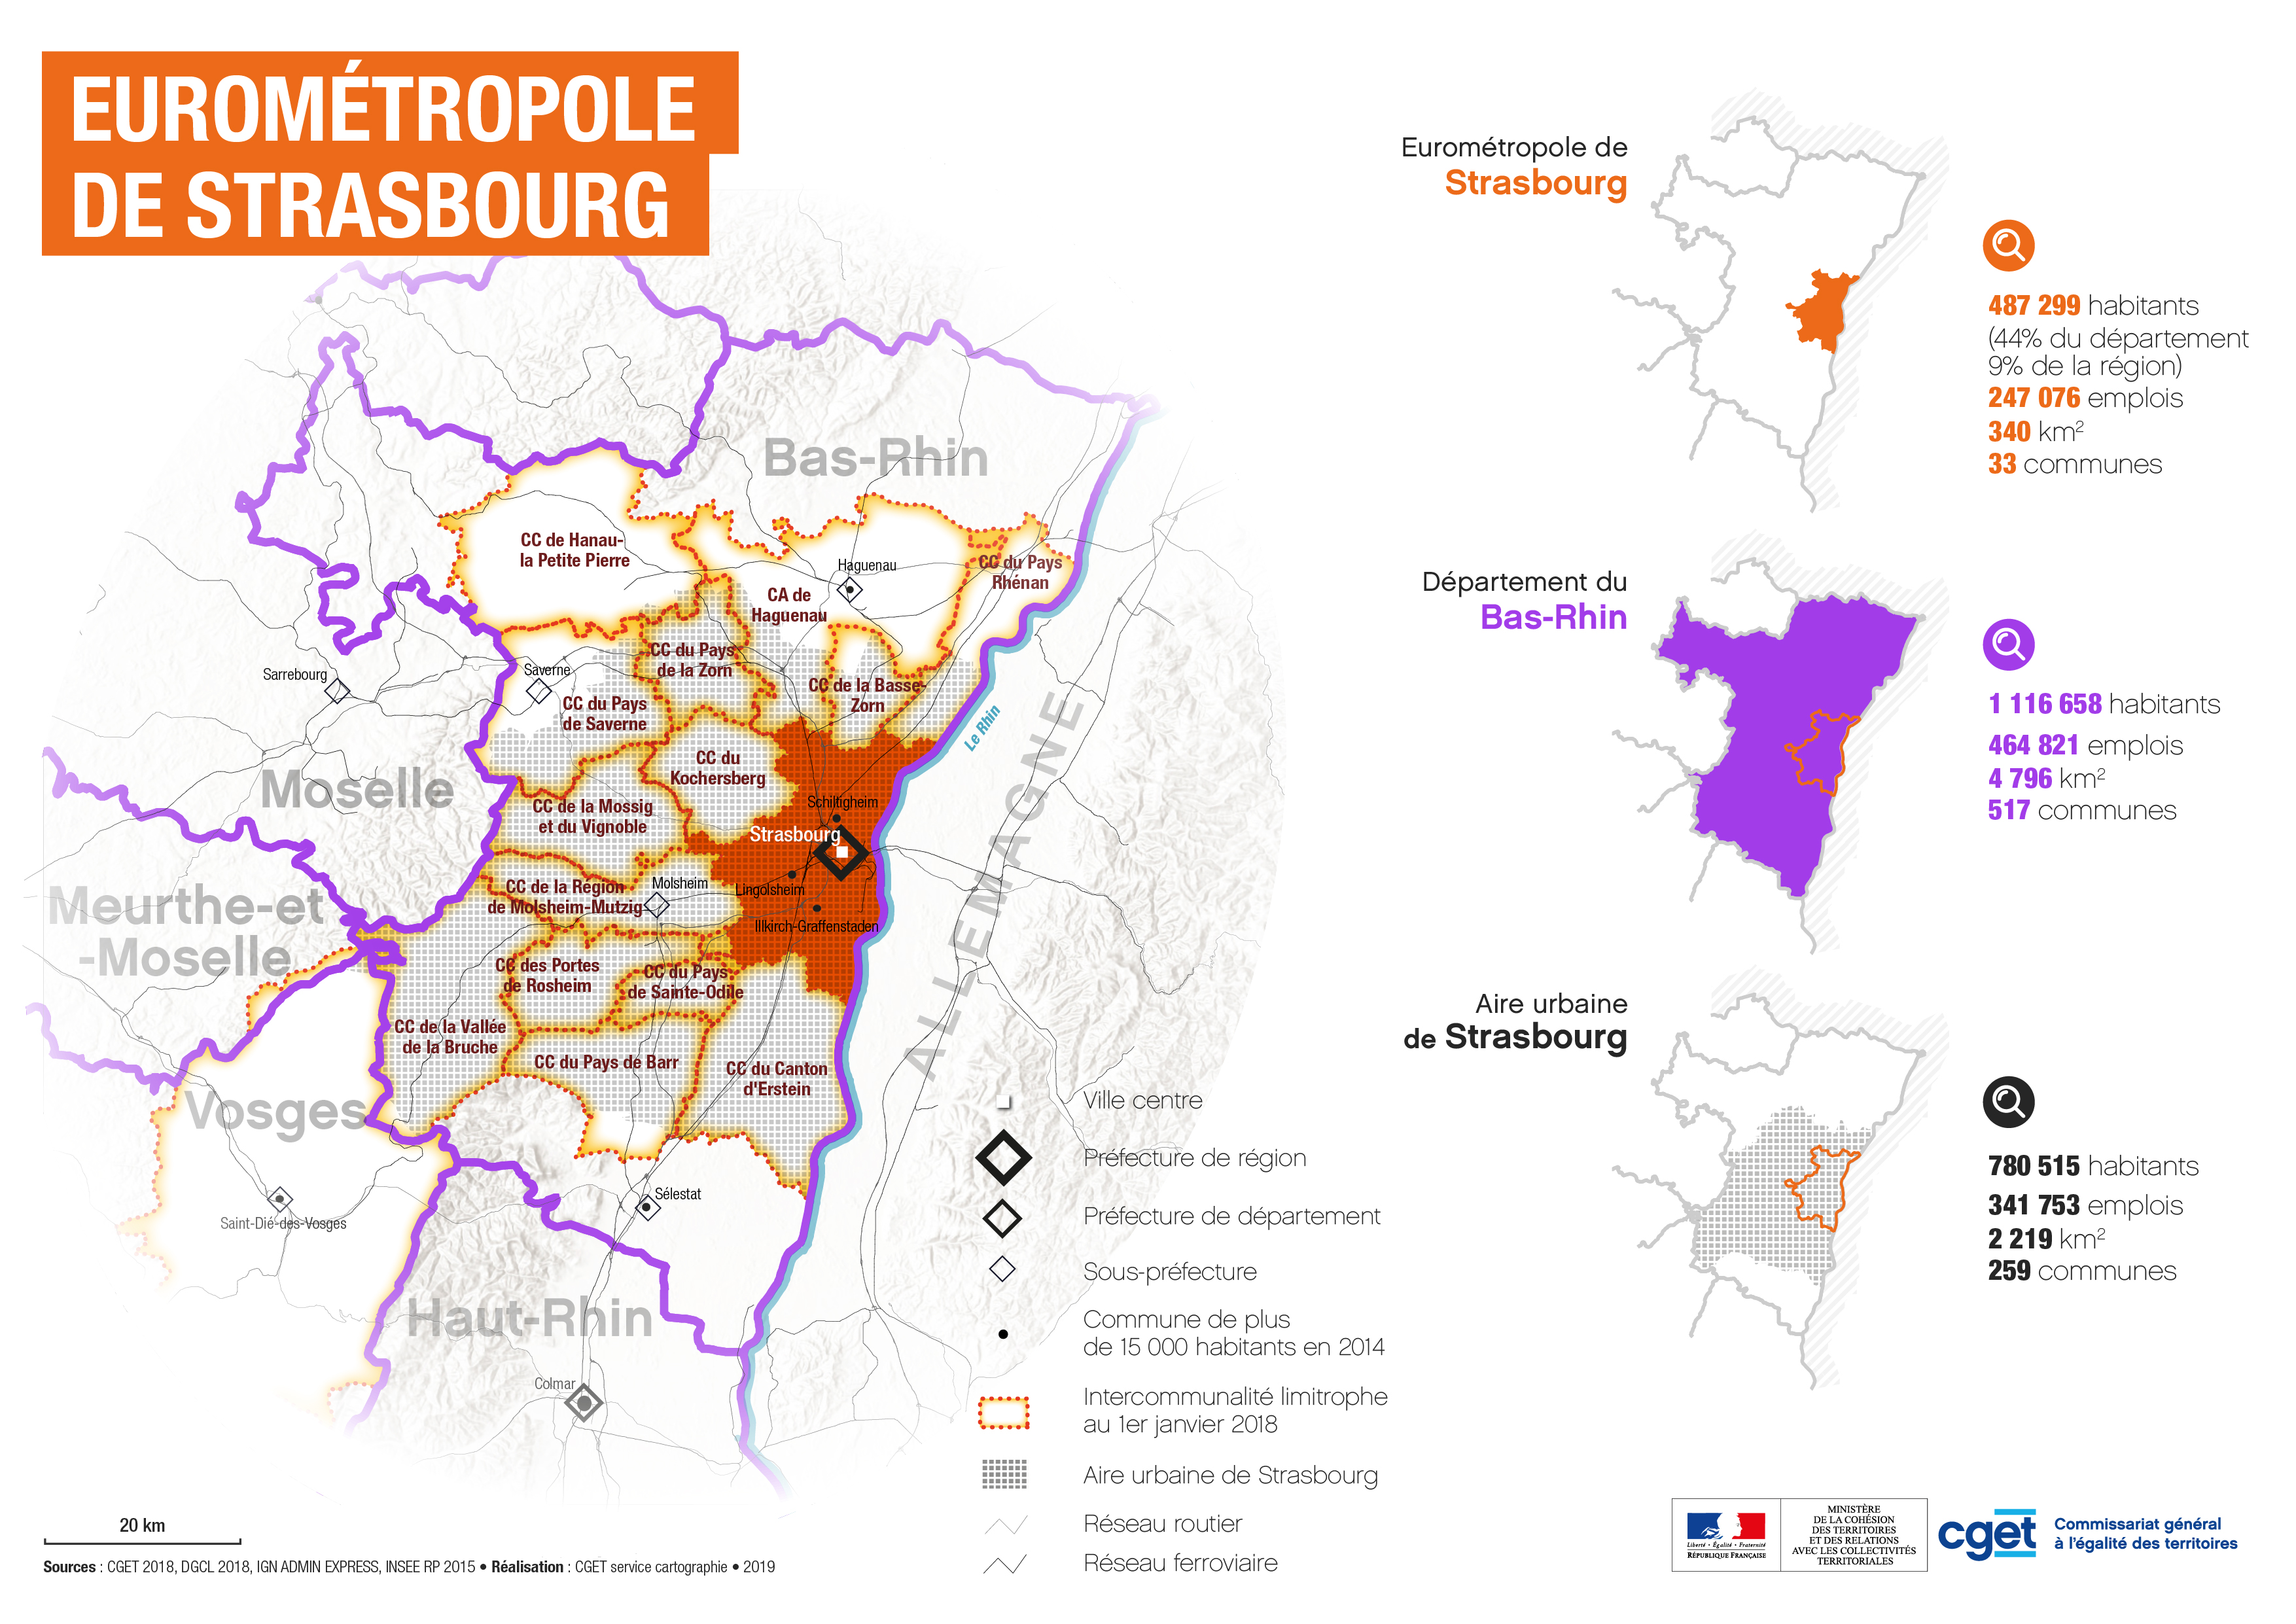 EUROMÉTROPOLE
DE STRASBOURG
Bas-Rhin
CC de Hanau-
la Petite Pierre
Haguenau
CC du Pays
Rhénan
CA de
Haguenau
CC du Pays
de la Zorn
Sarrebourg
Saverne
CC de la Basse-
Zorn
CC du Pays
de Saverne
Le Rhin
CC du
Kochersberg
Moselle
Schiltigheim
CC de la Mossig
et du Vignoble
Strasbourg
ALLEMAGNE
CC de la Région
de Molsheim-Mutzig
Molsheim
Lingolsheim
Meurthe-et
-Moselle
Illkirch-Graffenstaden
CC des Portes
de Rosheim
CC du Pays
de Sainte-Odile
CC de la Vallée
de la Bruche
CC du Pays de Barr
CC du Canton
d'Erstein
Vosges
Sélestat
Saint-Dié-des-Vosges
Haut-Rhin
Colmar
Ville centre
Préfecture de région
Préfecture de département
Sous-préfecture
Commune de plus
de 15 000 habitants en 2014
Intercommunalité limitrophe
au 1er janvier 2018
Aire urbaine de Strasbourg
Réseau routier
Réseau ferroviaire
20 km
Sources : CGET 2018, DGCL 2018, IGN ADMIN EXPRESS, INSEE RP 2015 • Réalisation : CGET service cartographie • 2019
Eurométropole de
Strasbourg
487 299 habitants
(44% du département
9% de la région)
247 076 emplois
340 km²
33 communes
Département du
Bas-Rhin
1 116 658 habitants
464 821 emplois
4 796 km²
517 communes
Aire urbaine
de Strasbourg
780 515 habitants
341 753 emplois
2 219 km²
259 communes
Liberté • Égalité • Fraternité
RÉPUBLIQUE FRANÇAISE
MINISTÈRE
DE LA COHÉSION
DES TERRITOIRES
ET DES RELATIONS
AVEC LES COLLECTIVITÉS
TERRITORIALES
cget
Commissariat général
à l'égalité des territoires